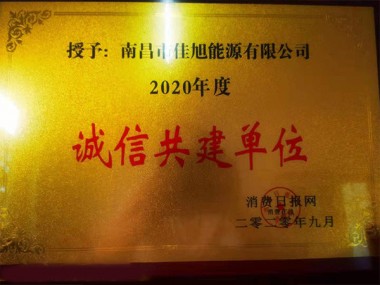 授予：南昌市佳旭能源有限公司
2020年度
诚信共建单位
消费日报网
二零二零年九月